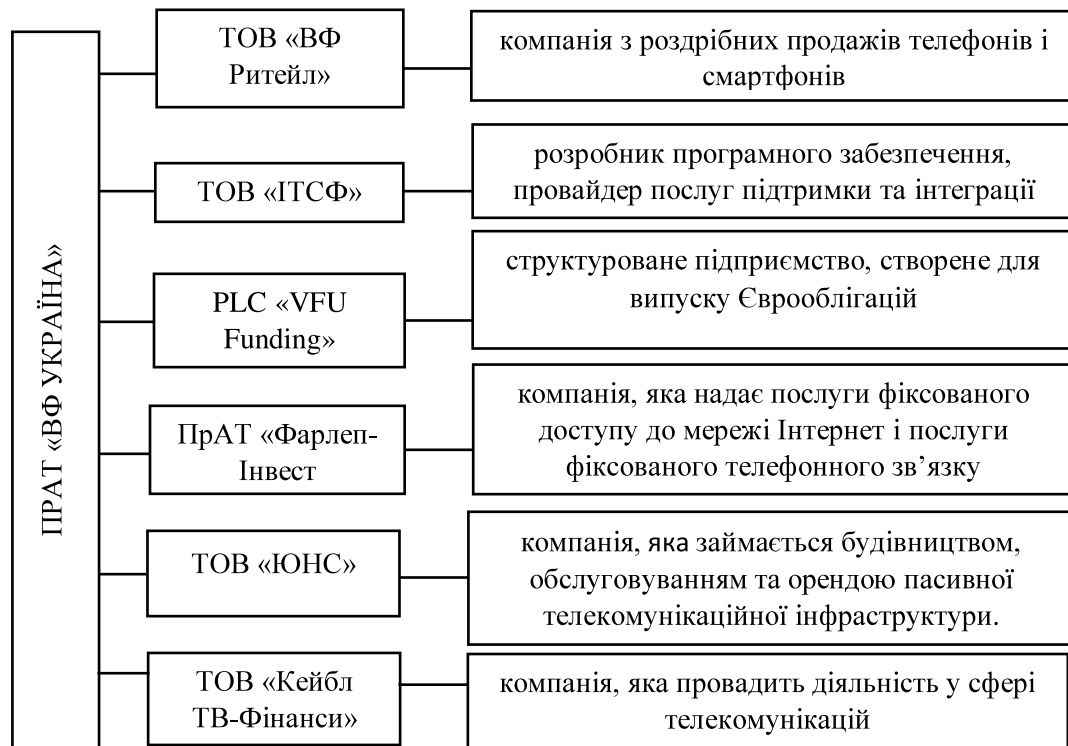 ПРАТ «ВФ УКРАЇНА»
ТОВ «ВФ
Ритейл»
компанія з роздрібних продажів телефонів і
смартфонів
ТОВ «ІТСФ»
розробник програмного забезпечення,
провайдер послуг підтримки та інтеграції
PLC «VFU
Funding»
структуроване підприємство, створене для
випуску Єврооблігацій
ПрАТ «Фарлеп-
Інвест
компанія, яка надає послуги фіксованого
доступу до мережі Інтернет і послуги
фіксованого телефонного зв’язку
ТОВ «ЮНС»
компанія, яка займається будівництвом,
обслуговуванням та орендою пасивної
телекомунікаційної інфраструктури.
ТОВ «Кейбл
ТВ-Фінанси»
компанія, яка провадить діяльність у сфері
телекомунікацій